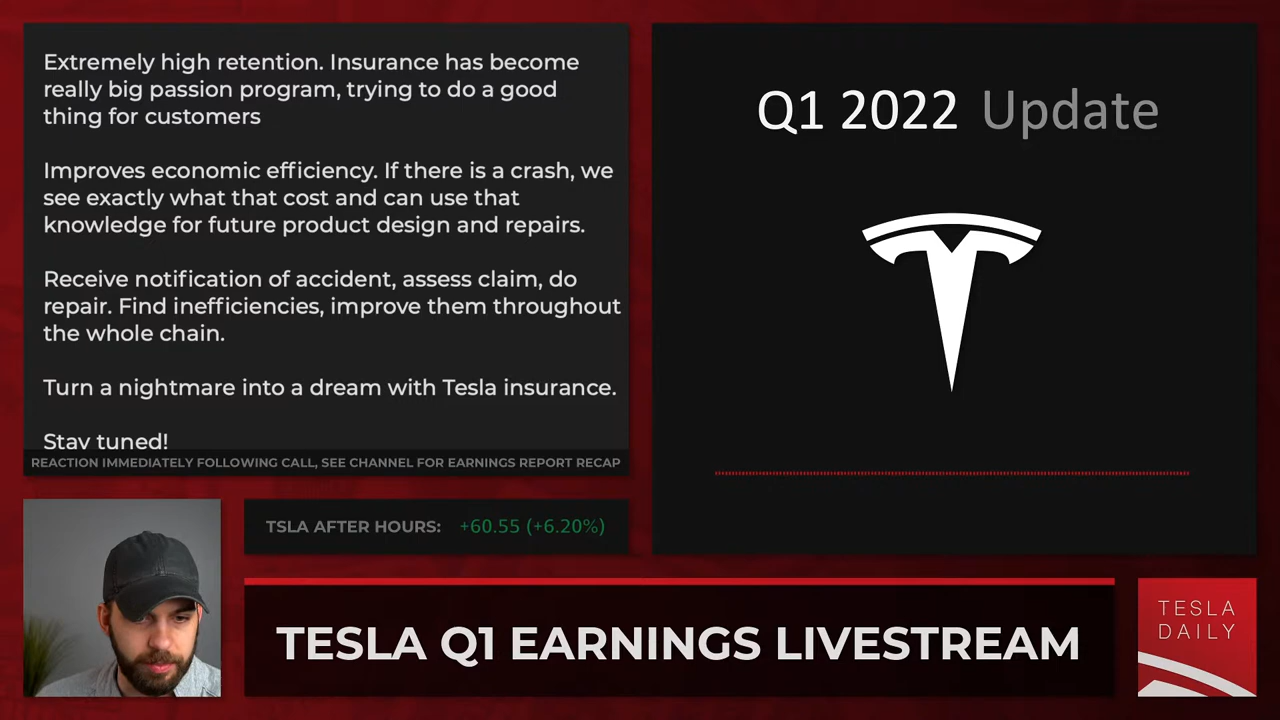 Extremely high retention. Insurance has become
really big passion program, trying to do a good
thing for customers
Improves economic efficiency. If there is a crash, we
see exactly what that cost and can use that
knowledge for future product design and repairs.
Receive notification of accident, assess claim, do
repair. Find inefficiencies, improve them throughout
the whole chain.
Turn a nightmare into a dream with Tesla insurance.
Stay tuned!
REACTION IMMEDIATELY FOLLOWING CALL, SEE CHANNEL FOR EARNINGS REPORT RECAP
Q1 2022 Update
TSLA AFTER HOURS: +60.55 (+6.20%)
TESLA Q1 EARNINGS LIVESTREAM
TESLA
DAILY